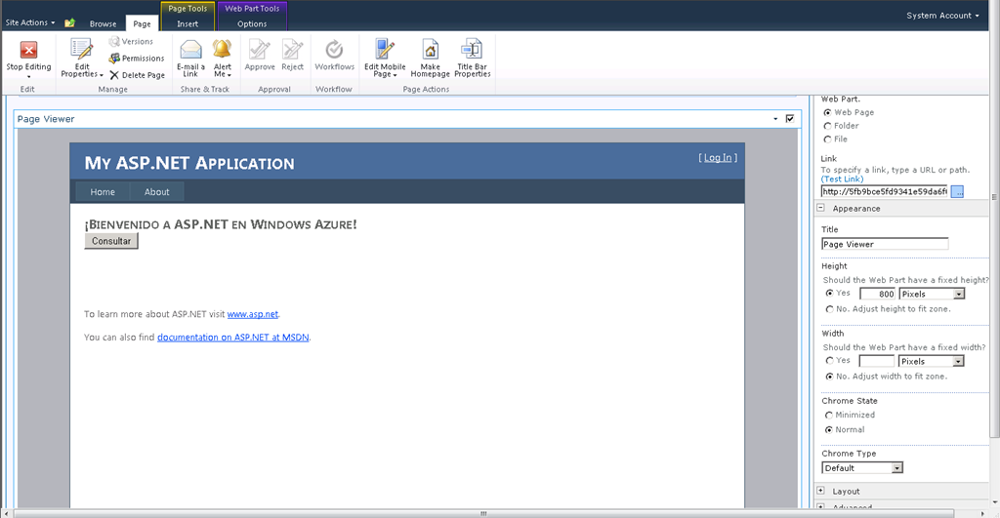 Page Tools
Web Part Tools
Site Actions
Browse
Page
Insert
Options
System Account
Stop Editing
Edit Properties
Versions
Permissions
Delete Page
E-mail a Link
Alert Me
Approve
Reject
Workflows
Edit Mobile Page
Make Homepage
Title Bar Properties
Edit
Manage
Share & Track
Approval
Workflow
Page Actions
Page Viewer
My ASP.NET Application
[ Log In ]
Home
About
¡Bienvenido a ASP.NET en Windows Azure!
Consultar
To learn more about ASP.NET visit www.asp.net.
You can also find documentation on ASP.NET at MSDN.
Web Part.
Web Page
Folder
File
Link
To specify a link, type a URL or path.
(Test Link)
http://5fb9bce5fd9341e59da6f
...
Appearance
Title
Page Viewer
Height
Should the Web Part have a fixed height?
Yes 800 Pixels
No. Adjust height to fit zone.
Width
Should the Web Part have a fixed width?
Yes Pixels
No. Adjust width to fit zone.
Chrome State
Minimized
Normal
Chrome Type
Default
Layout
Advanced